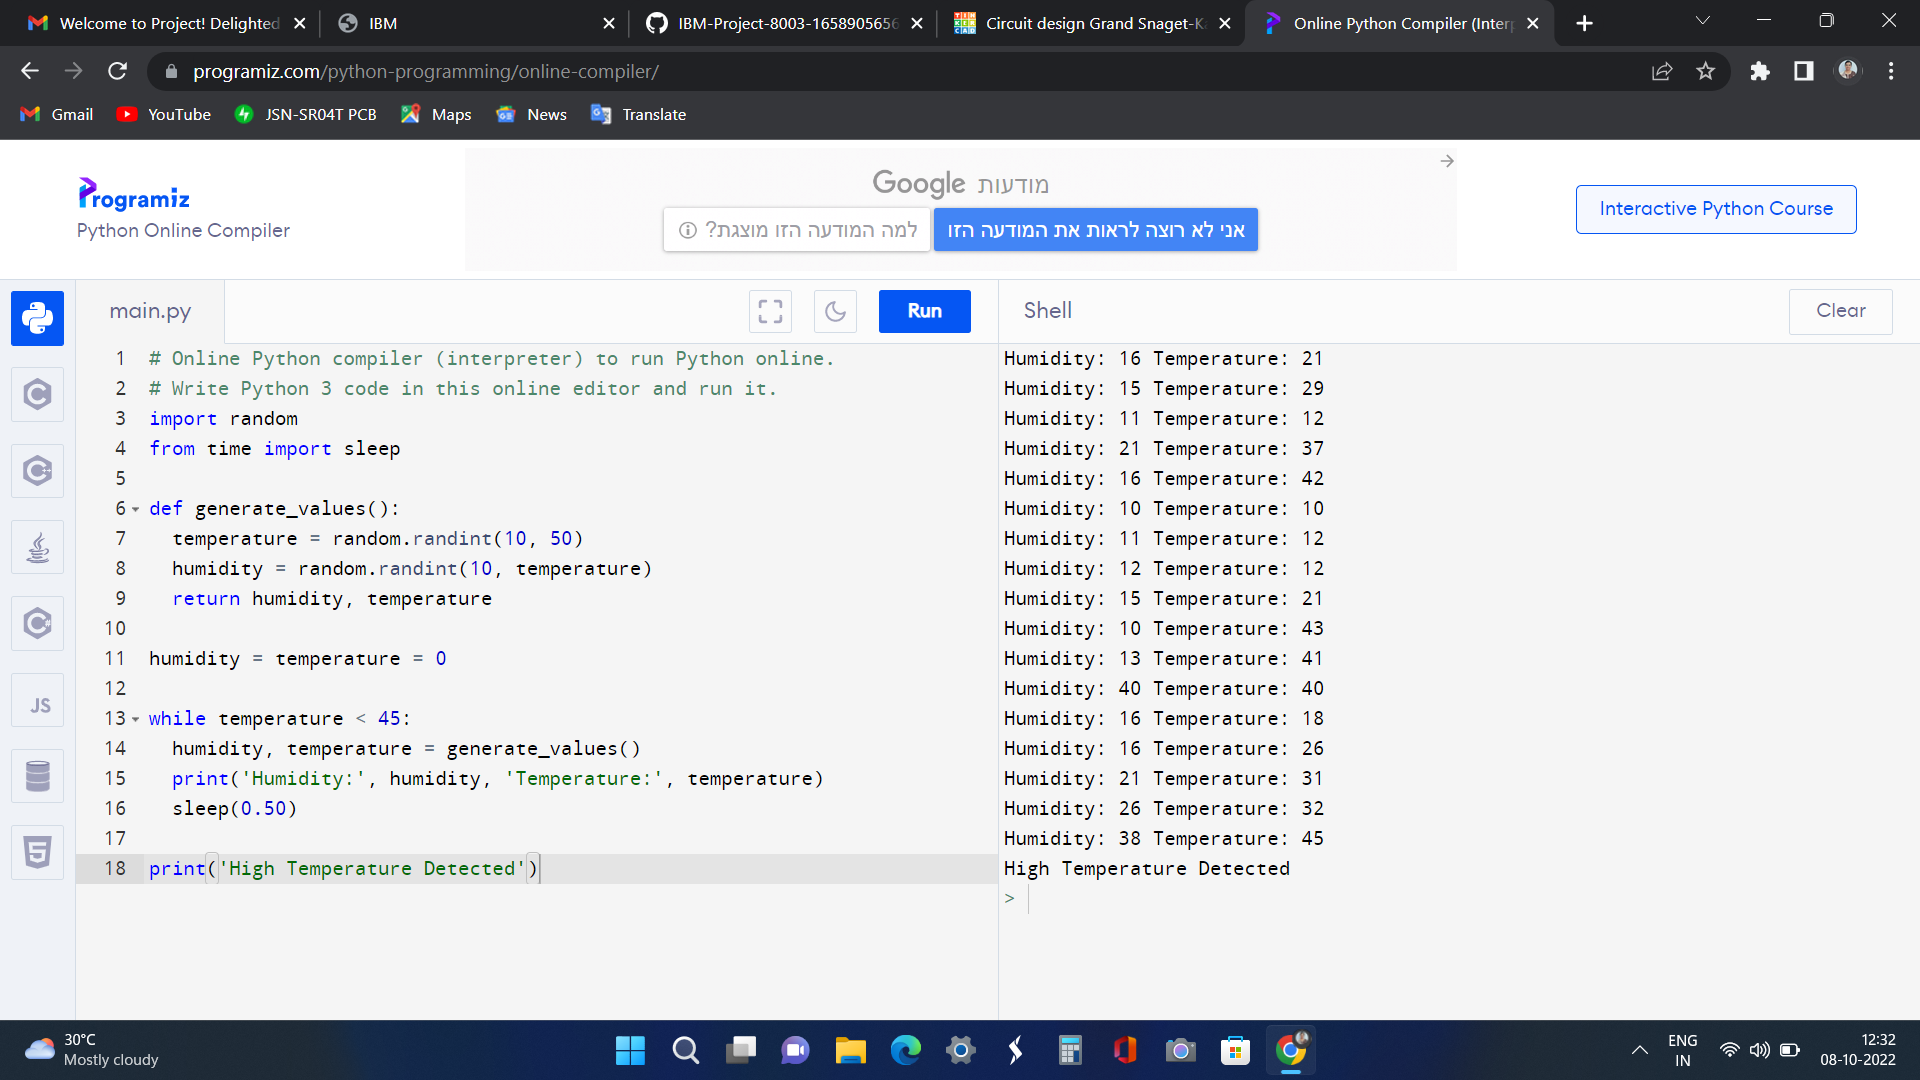 Welcome to Project! Delighted
IBM
IBM-Project-8003-1658905656
Circuit design Grand Snaget-Ka
Online Python Compiler (Interp
programiz.com/python-programming/online-compiler/
Gmail
YouTube
JSN-SR04T PCB
Maps
News
Translate
Programiz
Python Online Compiler
מודעות Google
למה המודעה הזו מוצגת?
אני לא רוצה לראות את המודעה הזו
Interactive Python Course
main.py
Run
Shell
Clear
JS
1 # Online Python compiler (interpreter) to run Python online.
2 # Write Python 3 code in this online editor and run it.
3 import random
4 from time import sleep
5
6 def generate_values():
7 temperature = random.randint(10, 50)
8 humidity = random.randint(10, temperature)
9 return humidity, temperature
10
11 humidity = temperature = 0
12
13 while temperature < 45:
14 humidity, temperature = generate_values()
15 print('Humidity:', humidity, 'Temperature:', temperature)
16 sleep(0.50)
17
18 print('High Temperature Detected')
Humidity: 16 Temperature: 21
Humidity: 15 Temperature: 29
Humidity: 11 Temperature: 12
Humidity: 21 Temperature: 37
Humidity: 16 Temperature: 42
Humidity: 10 Temperature: 10
Humidity: 11 Temperature: 12
Humidity: 12 Temperature: 12
Humidity: 15 Temperature: 21
Humidity: 10 Temperature: 43
Humidity: 13 Temperature: 41
Humidity: 40 Temperature: 40
Humidity: 16 Temperature: 18
Humidity: 16 Temperature: 26
Humidity: 21 Temperature: 31
Humidity: 26 Temperature: 32
Humidity: 38 Temperature: 45
High Temperature Detected
>
30°C
Mostly cloudy
ENG
IN
12:32
08-10-2022